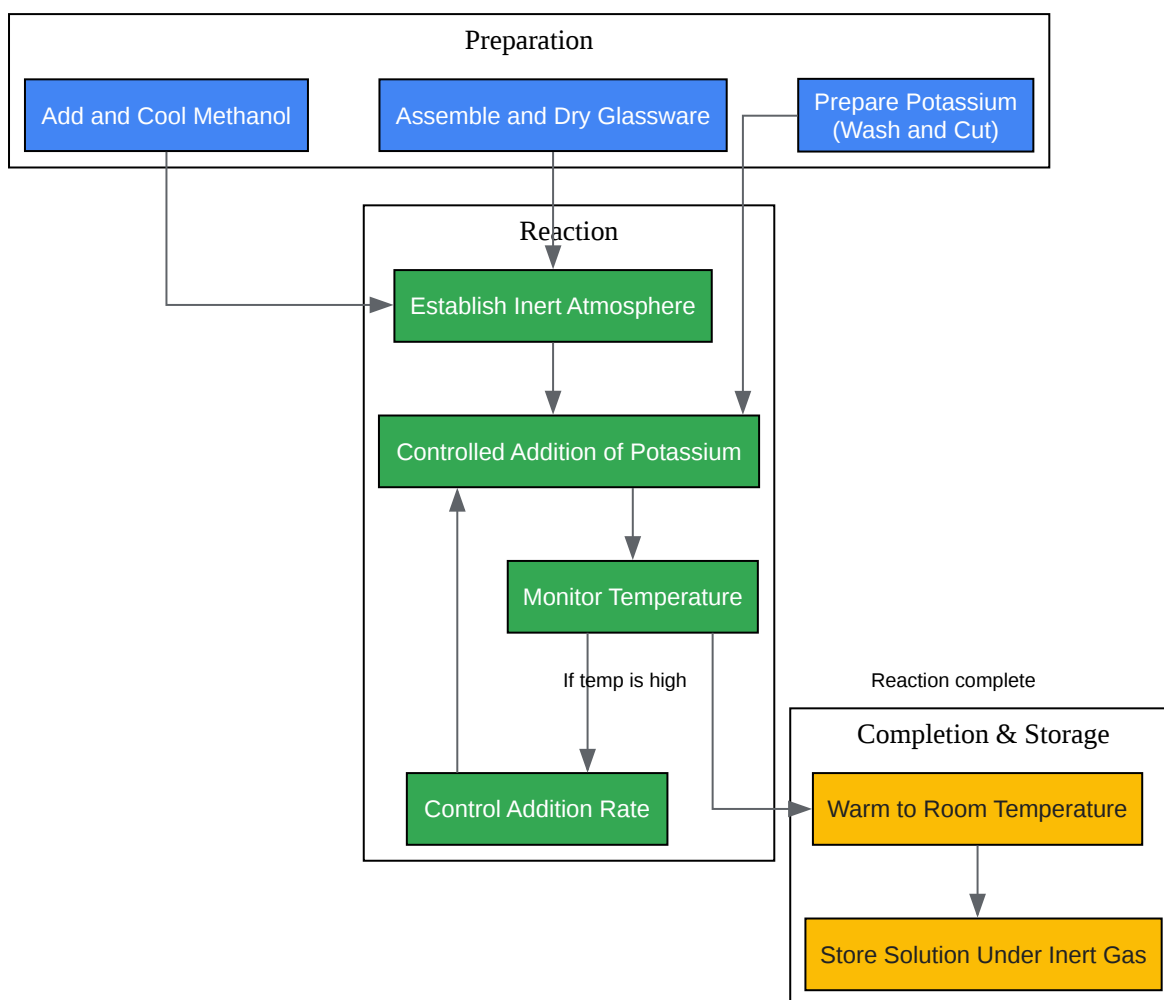 Preparation
Add and Cool Methanol
Assemble and Dry Glassware
Prepare Potassium
(Wash and Cut)
Reaction
Establish Inert Atmosphere
Controlled Addition of Potassium
Monitor Temperature
If temp is high
Reaction complete
Completion & Storage
Control Addition Rate
Warm to Room Temperature
Store Solution Under Inert Gas